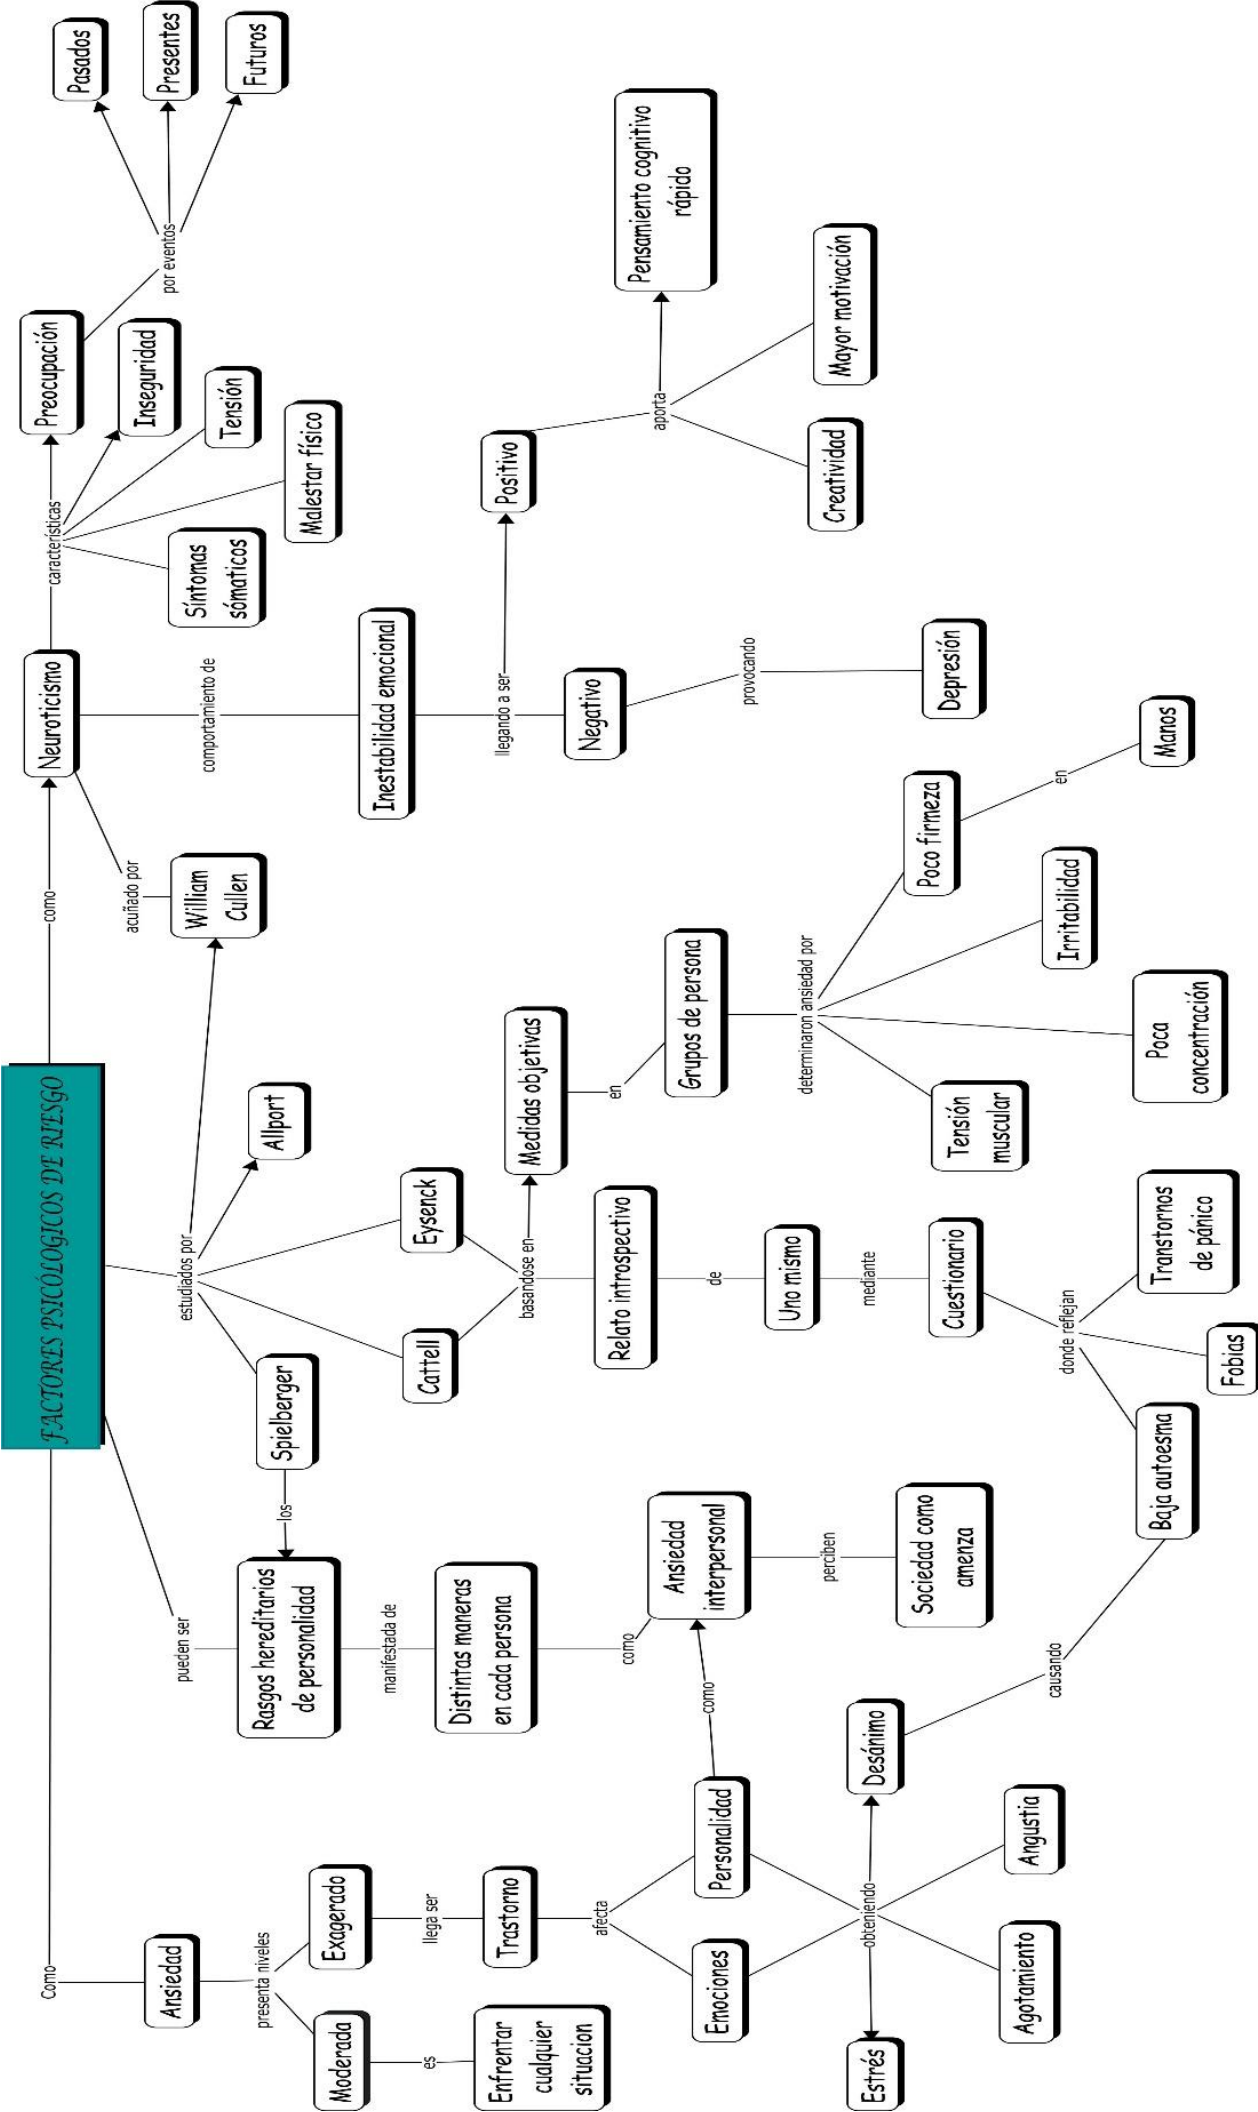 FACTORES PSICÓLOGICOS DE RIESGO
Como
Ansiedad
presenta niveles
Moderada
es
Enfrentar
cualquier
situacion
Exagerado
llega ser
Trastorno
afecta
Emociones
Personalidad
obteniendo
Estrés
Agotamiento
Angustia
Desánimo
causando
como
pueden ser
Rasgos hereditarios
de personalidad
manifestada de
Distintas maneras
en cada persona
como
Ansiedad
interpersonal
perciben
Sociedad como
amenza
estudiados por
Spielberger
los
Cattell
Eysenck
Allport
basandose en
Relato introspectivo
de
Uno mismo
mediante
Cuestionario
donde reflejan
Baja autoesma
Fobias
Transtornos
de pánico
Medidas objetivas
en
Grupos de persona
determinaron ansiedad por
Tensión
muscular
Poca
concentración
Irritabilidad
Poco firmeza
en
Manos
como
Neuroticismo
acuñado por
William
Cullen
comportamiento de
Inestabilidad emocional
llegando a ser
Negativo
provocando
Depresión
Positivo
aporta
Creatividad
Mayor motivación
Pensamiento cognitivo
rápido
características
Síntomas
sómaticos
Malestar físico
Tensión
Inseguridad
Preocupación
por eventos
Pasados
Presentes
Futuros